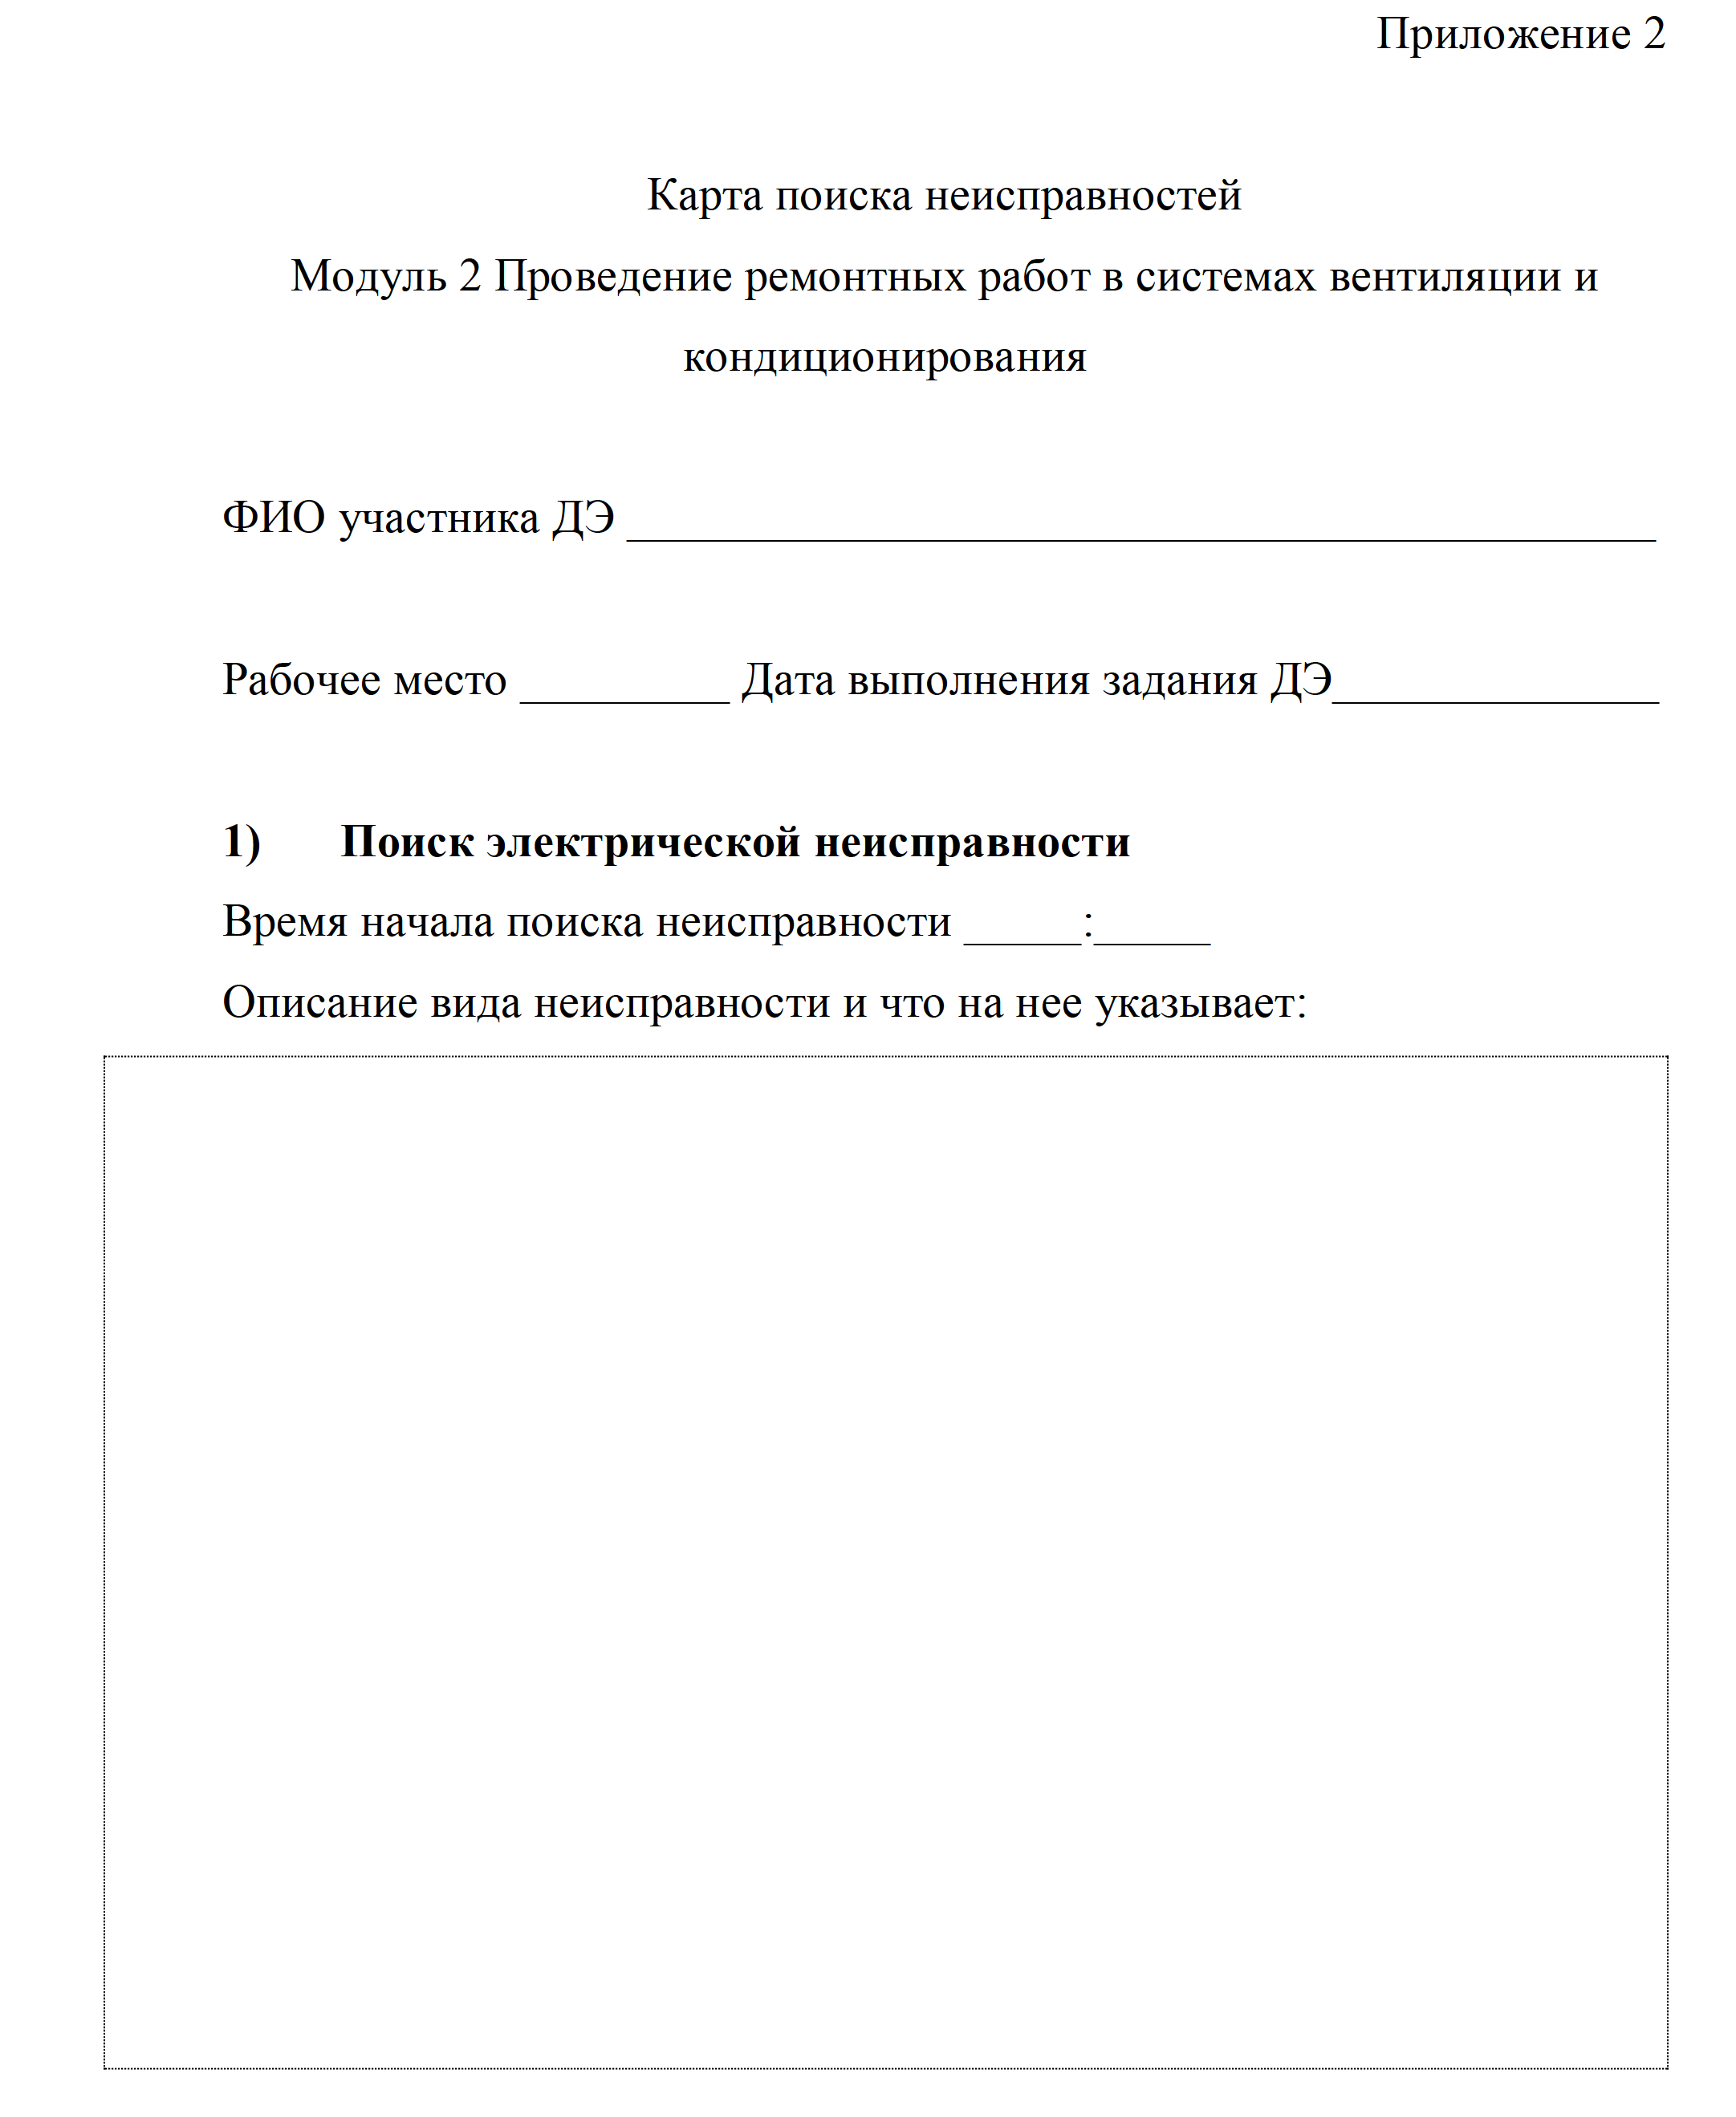 Приложение 2
Карта поиска неисправностей
Модуль 2 Проведение ремонтных работ в системах вентиляции и
кондиционирования
ФИО участника ДЭ ____________________________________________
Рабочее место _________ Дата выполнения задания ДЭ______________
1) Поиск электрической неисправности
Время начала поиска неисправности _____:_____
Описание вида неисправности и что на нее указывает: